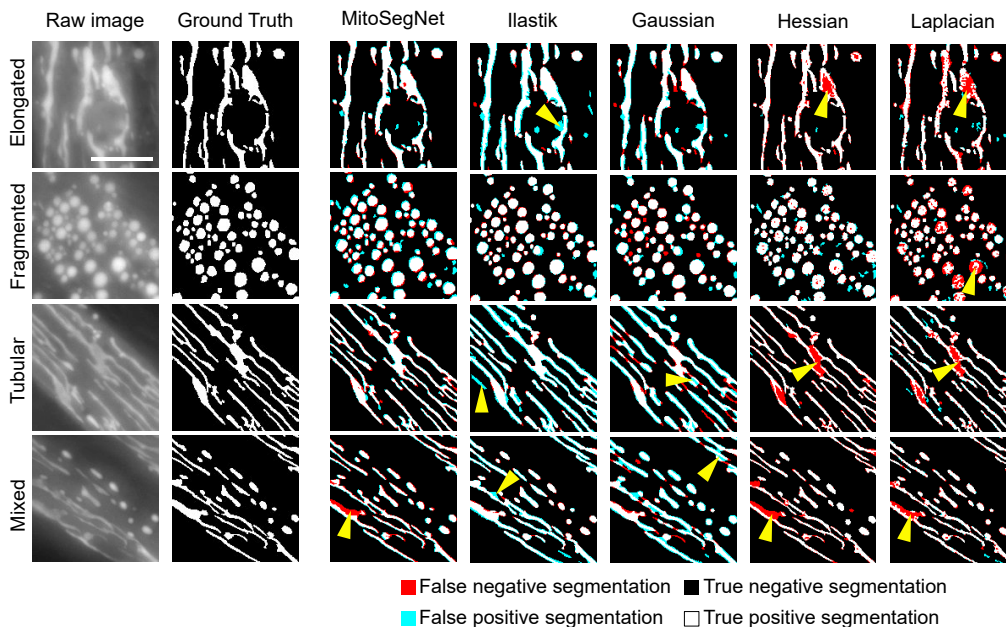 Raw image Ground Truth MitoSegNet Ilastik Gaussian Hessian Laplacian
Elongated
Fragmented
Tubular
Mixed
False negative segmentation True negative segmentation
False positive segmentation True positive segmentation